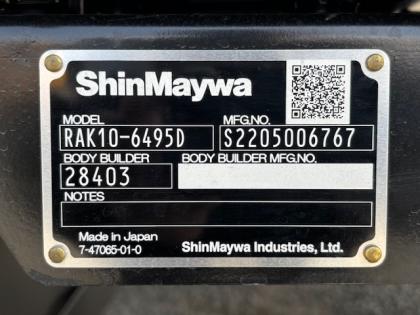 ShinMaywa
MODEL MFG.NO.
RAK10-6495D S2205006767
BODY BUILDER BODY BUILDER MFG.NO.
28403
NOTES
Made in Japan
7-47065-01-0 ShinMaywa Industries, Ltd.